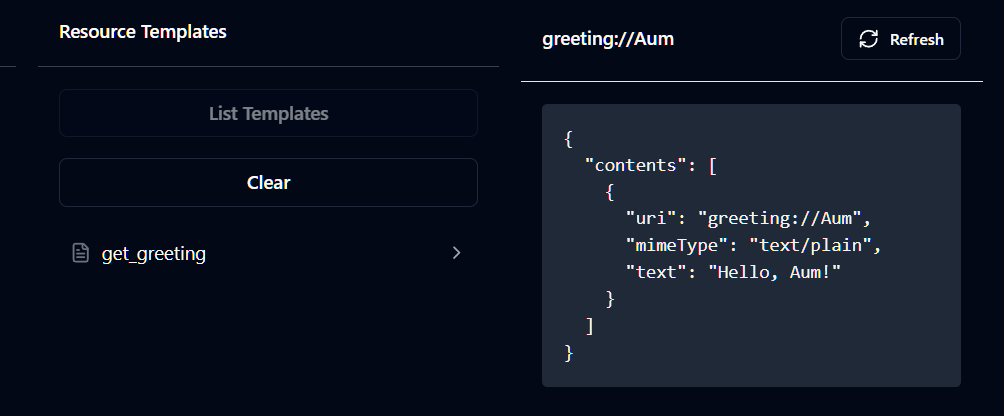 Resource Templates
List Templates
Clear
get_greeting
greeting://Aum
Refresh
{
  "contents": [
    {
      "uri": "greeting://Aum",
      "mimeType": "text/plain",
      "text": "Hello, Aum!"
    }
  ]
}